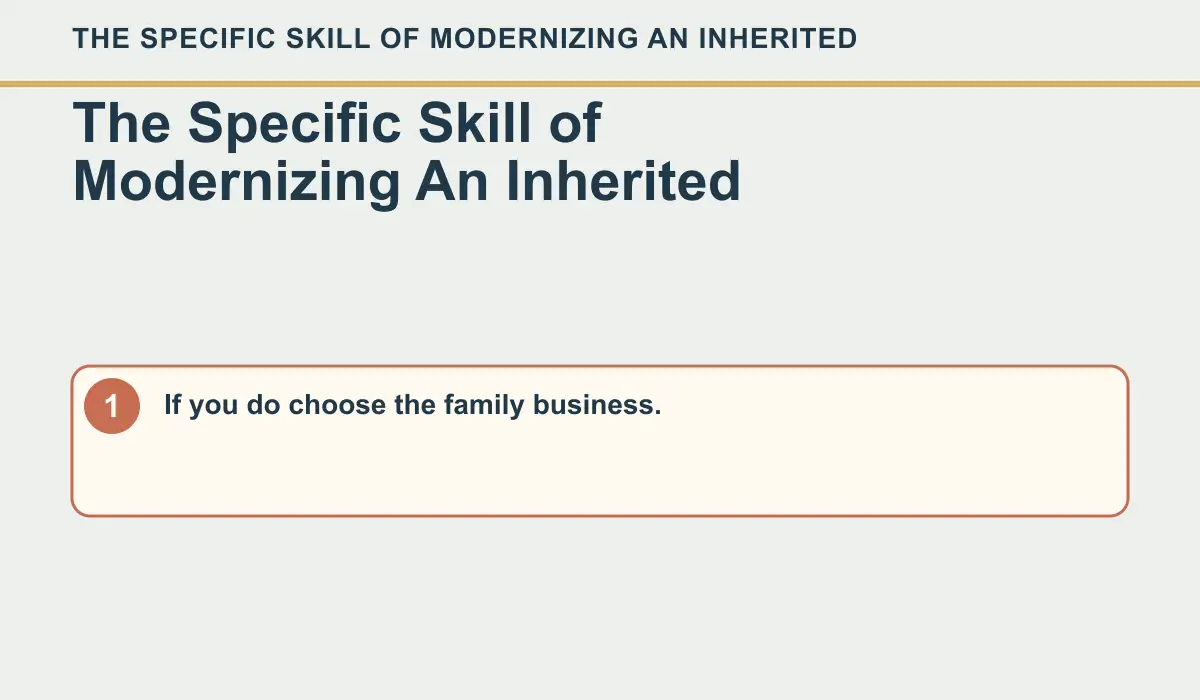 THE SPECIFIC SKILL OF MODERNIZING AN INHERITED
The Specific Skill of
Modernizing An Inherited
1
If you do choose the family business.